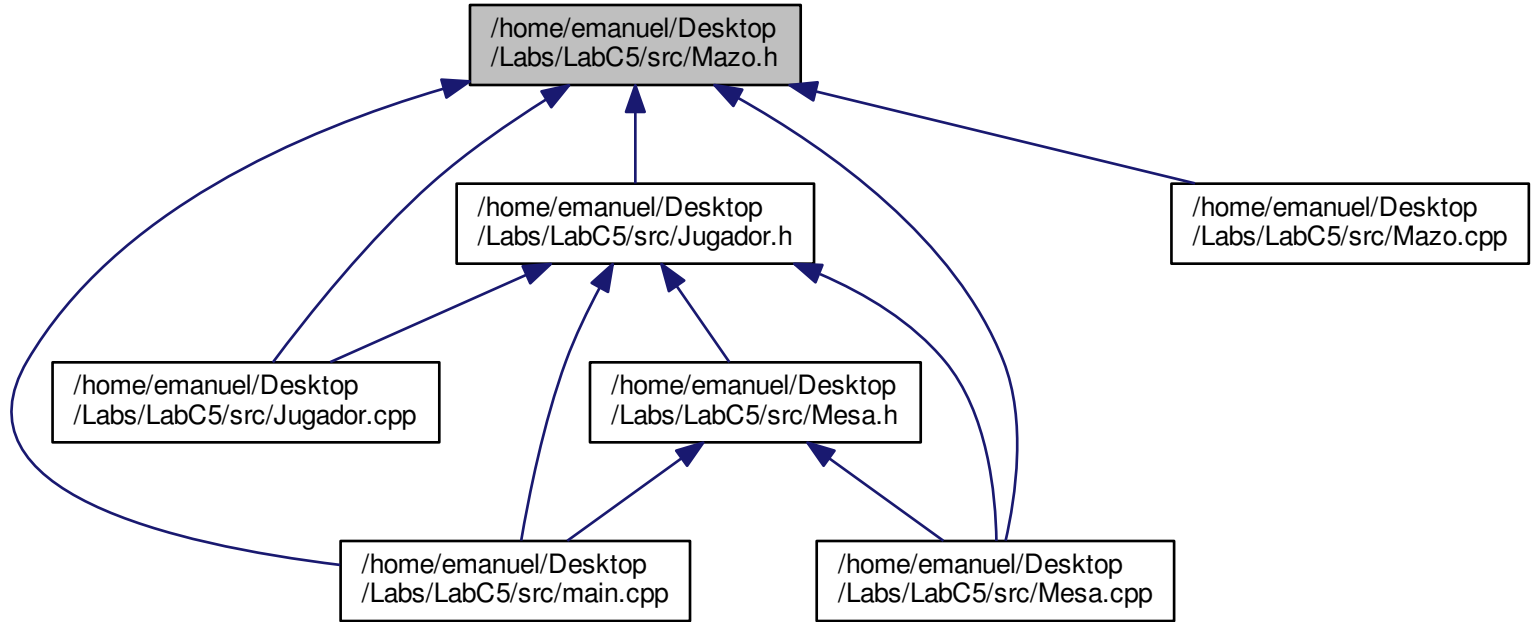 /home/emanuel/Desktop
/Labs/LabC5/src/Mazo.h
/home/emanuel/Desktop
/Labs/LabC5/src/Jugador.h
/home/emanuel/Desktop
/Labs/LabC5/src/Mazo.cpp
/home/emanuel/Desktop
/Labs/LabC5/src/Jugador.cpp
/home/emanuel/Desktop
/Labs/LabC5/src/Mesa.h
/home/emanuel/Desktop
/Labs/LabC5/src/main.cpp
/home/emanuel/Desktop
/Labs/LabC5/src/Mesa.cpp